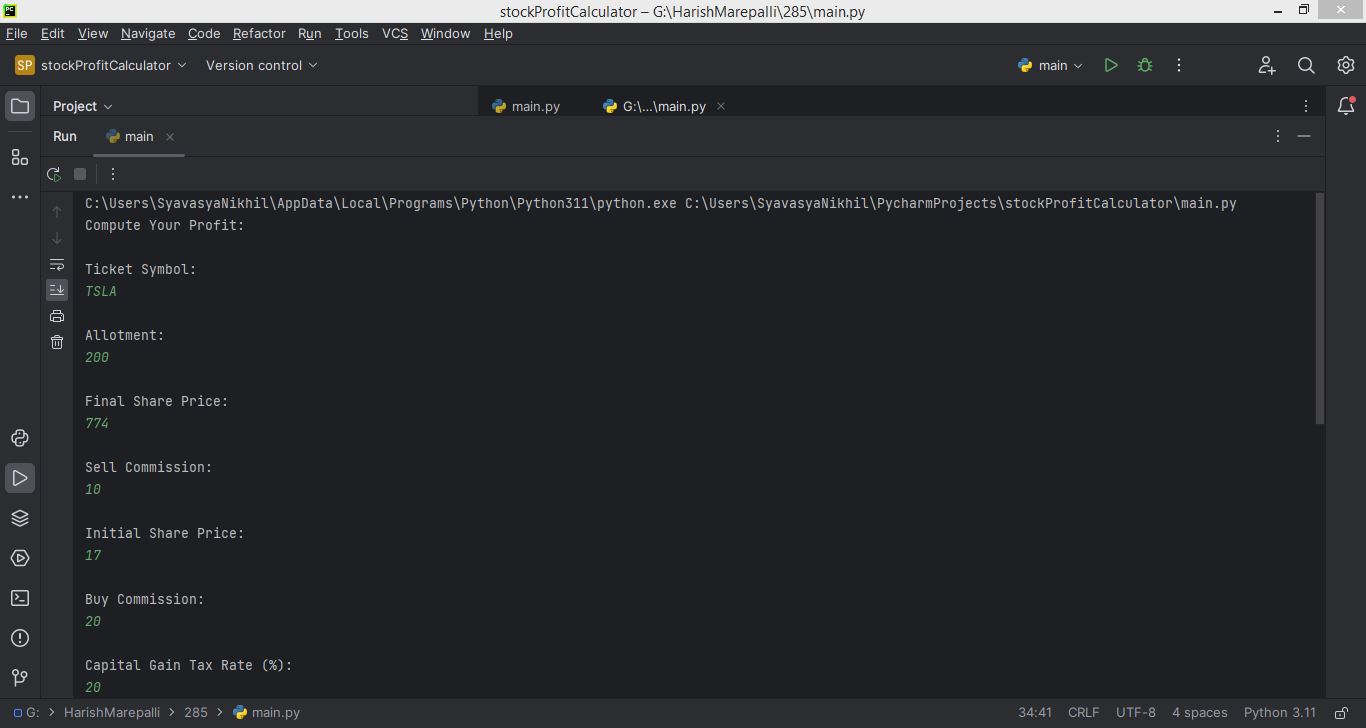 stockProfitCalculator – G:\HarishMarepalli\285\main.py
File Edit View Navigate Code Refactor Run Tools VCS Window Help
SP stockProfitCalculator Version control main
Project main.py G:\...\main.py
Run main
C:\Users\SyavasyaNikhil\AppData\Local\Programs\Python\Python311\python.exe C:\Users\SyavasyaNikhil\PycharmProjects\stockProfitCalculator\main.py
Compute Your Profit:
Ticket Symbol:
TSLA
Allotment:
200
Final Share Price:
774
Sell Commission:
10
Initial Share Price:
17
Buy Commission:
20
Capital Gain Tax Rate (%):
20
G: > HarishMarepalli > 285 > main.py 34:41 CRLF UTF-8 4 spaces Python 3.11